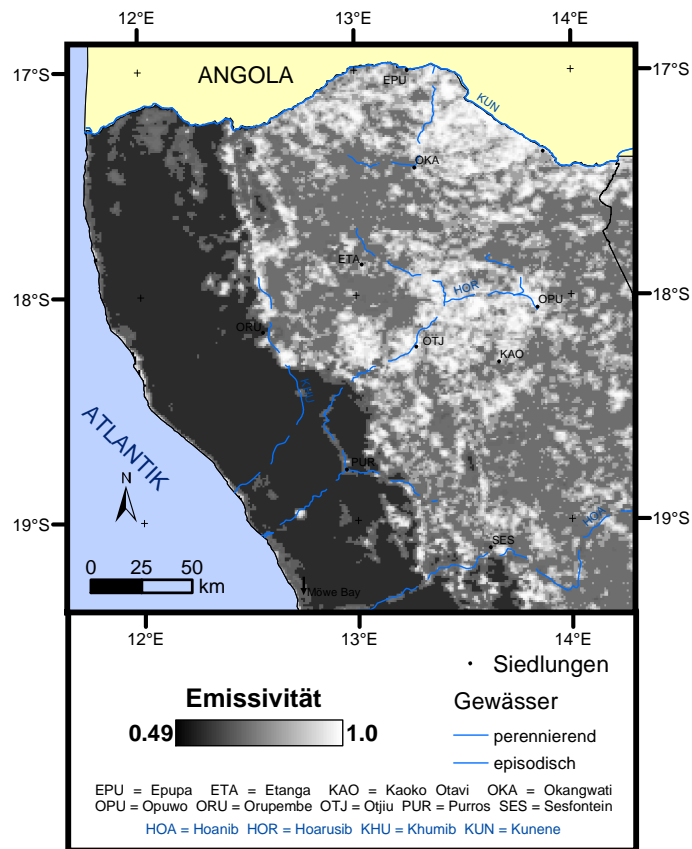 12°E 13°E 14°E
17°S 17°S
ANGOLA
EPU
KUN
OKA
ETA
HOR
18°S 18°S
OPU
ORU
OTJ
KAO
KHU
ATLANTIK
PUR
N
19°S 19°S
HOA
SES
0 25 50
km
Möwe Bay
12°E 13°E 14°E
Siedlungen
Emissivität
Gewässer
0.49 1.0
perennierend
episodisch
EPU = Epupa ETA = Etanga KAO = Kaoko Otavi OKA = Okangwati
OPU = Opuwo ORU = Orupembe OTJ = Otjiu PUR = Purros SES = Sesfontein
HOA = Hoanib HOR = Hoarusib KHU = Khumib KUN = Kunene